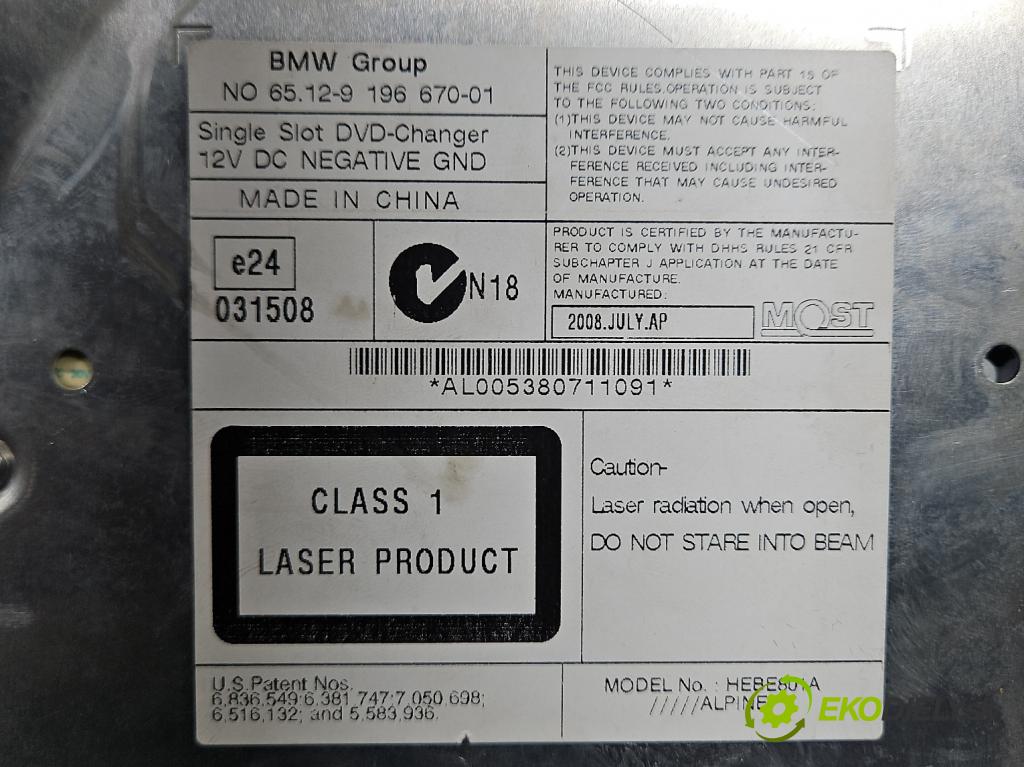 BMW Group
NO 65.12-9 196 670-01
Single Slot DVD-Changer
12V DC NEGATIVE GND
MADE IN CHINA
THIS DEVICE COMPLIES WITH PART 15 OF
THE FCC RULES.OPERATION IS SUBJECT
TO THE FOLLOWING TWO CONDITIONS:
(1)THIS DEVICE MAY NOT CAUSE HARMFUL
INTERFERENCE.
(2)THIS DEVICE MUST ACCEPT ANY INTER-
FERENCE RECEIVED INCLUDING INTER-
FERENCE THAT MAY CAUSE UNDESIRED
OPERATION.
e24
031508
N18
PRODUCT IS CERTIFIED BY THE MANUFACTU-
RER TO COMPLY WITH DHHS RULES 21 CFR
SUBCHAPTER J APPLICATION AT THE DATE
OF MANUFACTURE.
MANUFACTURED:
2008.JULY.AP
MOST
*AL005380711091*
CLASS 1
LASER PRODUCT
Caution-
Laser radiation when open,
DO NOT STARE INTO BEAM
U.S.Patent Nos.
6,836,549;6,381,747;7,050,698;
6,516,132; and 5,583,936.
MODEL No. : HEBE801A
/////ALPINE